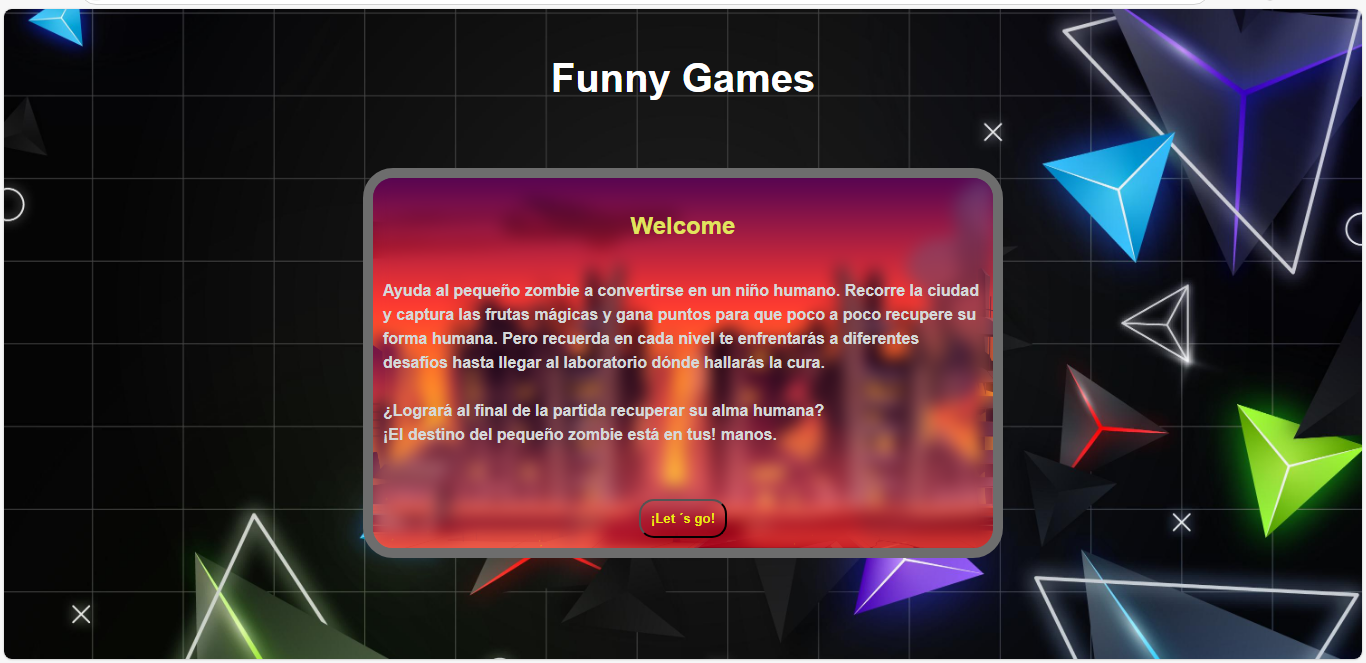 Funny Games
Welcome
Ayuda al pequeño zombie a convertirse en un niño humano. Recorre la ciudad
y captura las frutas mágicas y gana puntos para que poco a poco recupere su
forma humana. Pero recuerda en cada nivel te enfrentarás a diferentes
desafíos hasta llegar al laboratorio dónde hallarás la cura.
¿Logrará al final de la partida recuperar su alma humana?
¡El destino del pequeño zombie está en tus! manos.
¡Let ´s go!